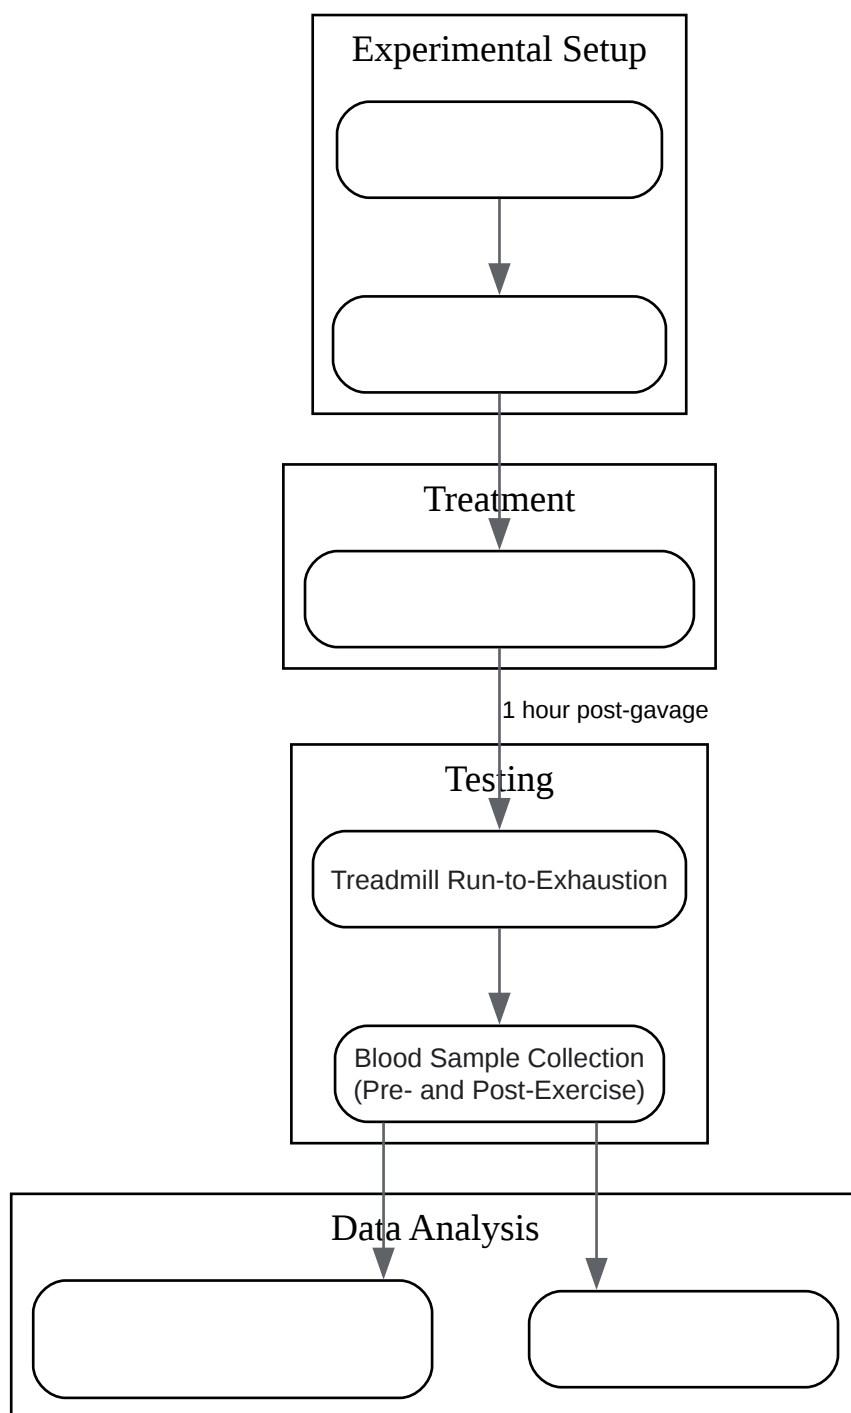 Experimental Setup
Treatment
1 hour post-gavage
Testing
Treadmill Run-to-Exhaustion
Blood Sample Collection
(Pre- and Post-Exercise)
Data Analysis